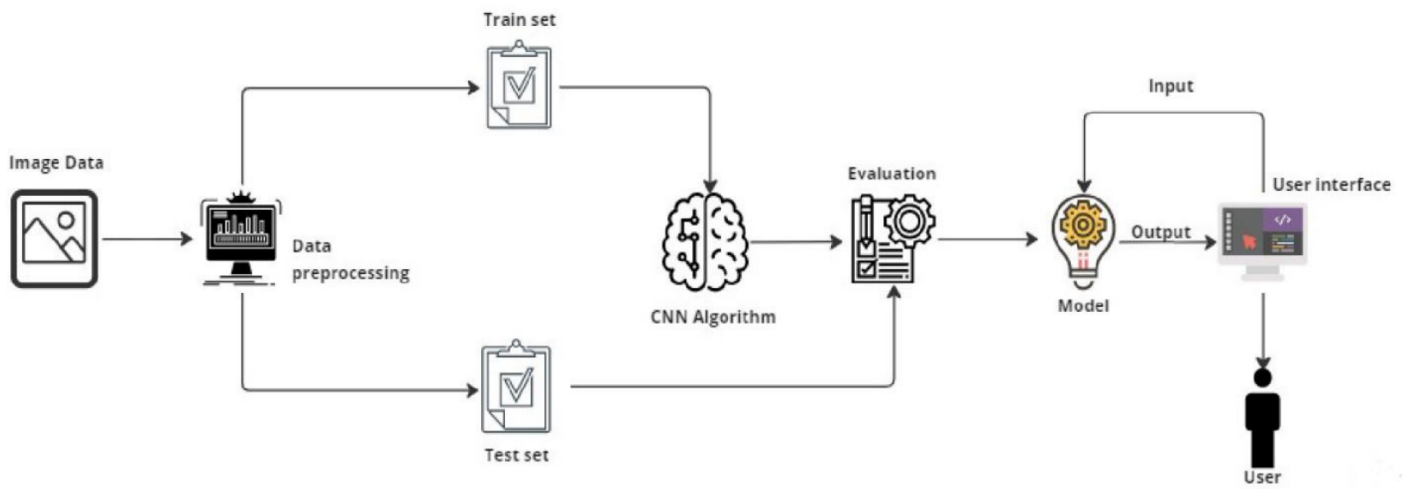 Train set
Input
Image Data
Evaluation
User interface
Output
Data
preprocessing
Model
CNN Algorithm
Test set
User